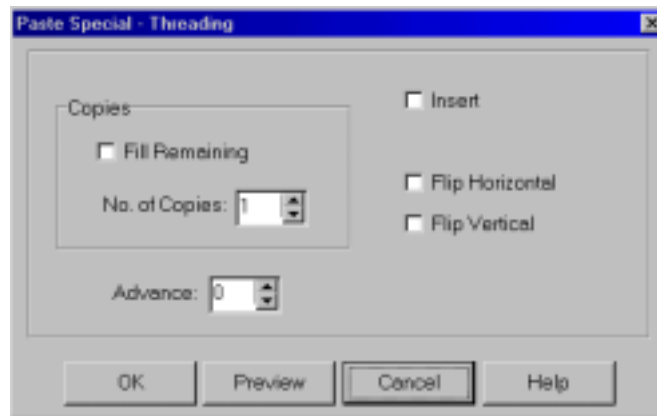 Paste Special - Threading
Copies
Fill Remaining
No. of Copies: 1
Advance: 0
Insert
Flip Horizontal
Flip Vertical
OK Preview Cancel Help